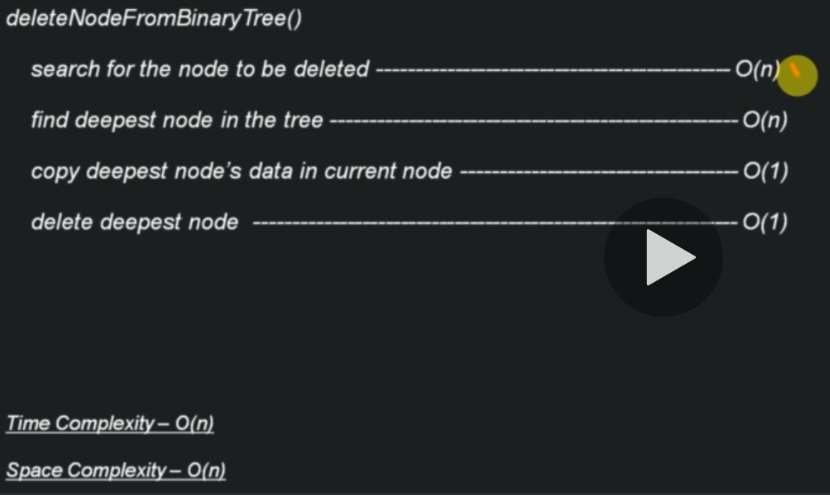 deleteNodeFromBinaryTree()
search for the node to be deleted ------------------------------------------- O(n)
find deepest node in the tree -------------------------------------------------- O(n)
copy deepest node's data in current node ---------------------------------- O(1)
delete deepest node ----------------------------------------------------------- O(1)
Time Complexity – O(n)
Space Complexity – O(n)